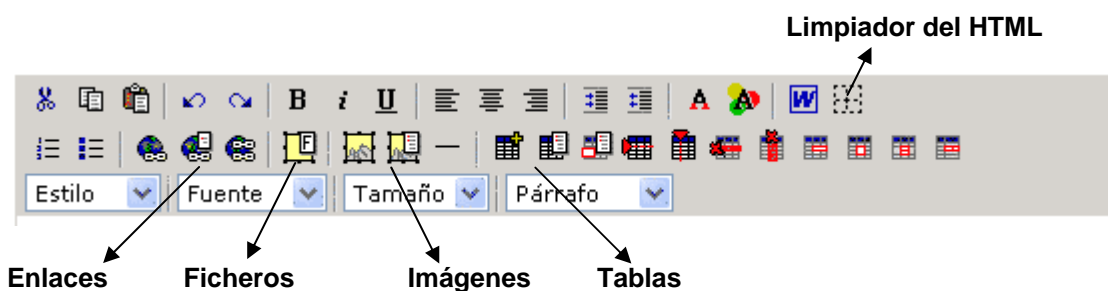 Limpiador del HTML
B i U A W
F
Estilo Fuente Tamaño Párrafo
Enlaces Ficheros Imágenes Tablas